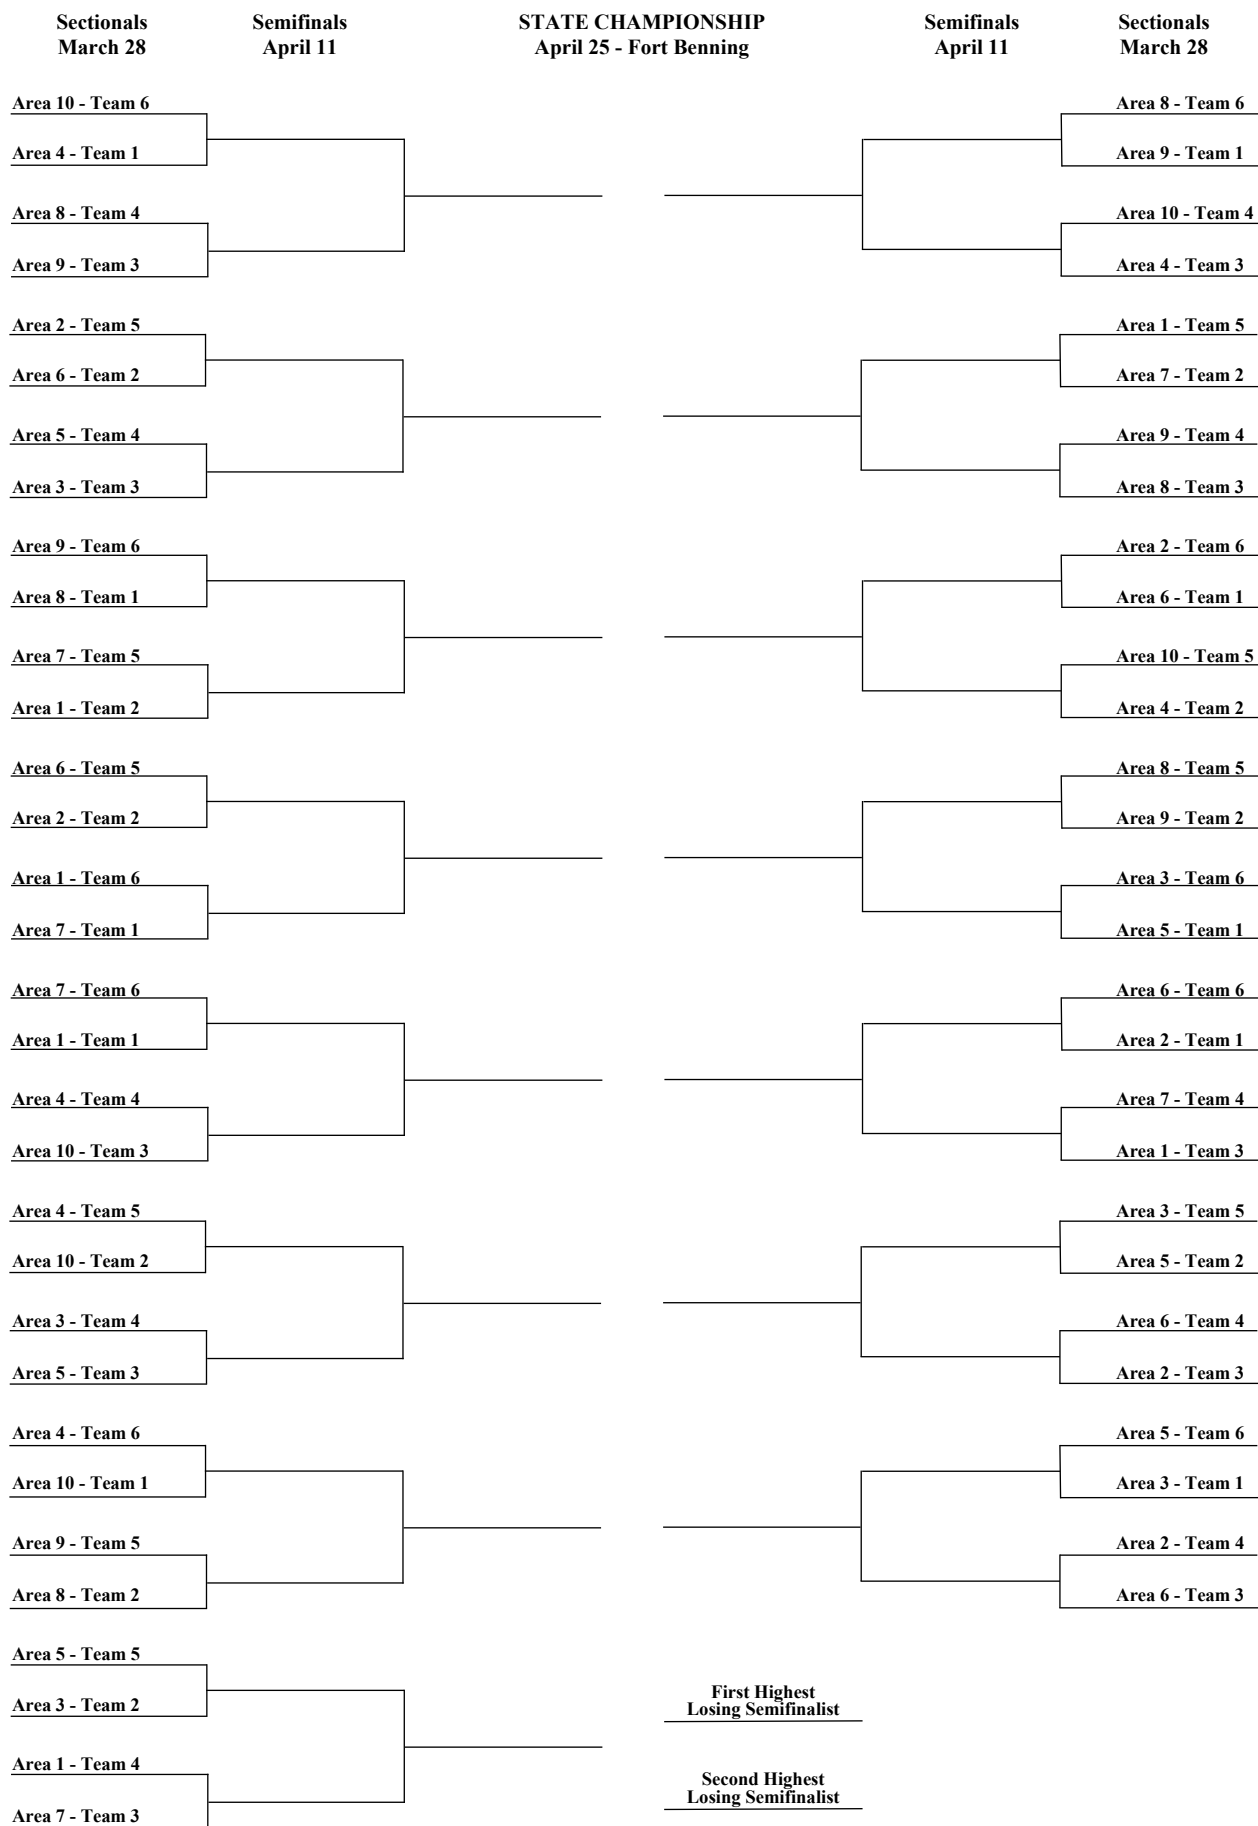 Sectionals
March 28
Semifinals
April 11
STATE CHAMPIONSHIP
April 25 - Fort Benning
Semifinals
April 11
Sectionals
March 28
Area 10 - Team 6
Area 4 - Team 1
Area 8 - Team 4
Area 9 - Team 3
Area 2 - Team 5
Area 6 - Team 2
Area 5 - Team 4
Area 3 - Team 3
Area 9 - Team 6
Area 8 - Team 1
Area 7 - Team 5
Area 1 - Team 2
Area 6 - Team 5
Area 2 - Team 2
Area 1 - Team 6
Area 7 - Team 1
Area 7 - Team 6
Area 1 - Team 1
Area 4 - Team 4
Area 10 - Team 3
Area 4 - Team 5
Area 10 - Team 2
Area 3 - Team 4
Area 5 - Team 3
Area 4 - Team 6
Area 10 - Team 1
Area 9 - Team 5
Area 8 - Team 2
Area 5 - Team 5
Area 3 - Team 2
Area 1 - Team 4
Area 7 - Team 3
Area 8 - Team 6
Area 9 - Team 1
Area 10 - Team 4
Area 4 - Team 3
Area 1 - Team 5
Area 7 - Team 2
Area 9 - Team 4
Area 8 - Team 3
Area 2 - Team 6
Area 6 - Team 1
Area 10 - Team 5
Area 4 - Team 2
Area 8 - Team 5
Area 9 - Team 2
Area 3 - Team 6
Area 5 - Team 1
Area 6 - Team 6
Area 2 - Team 1
Area 7 - Team 4
Area 1 - Team 3
Area 3 - Team 5
Area 5 - Team 2
Area 6 - Team 4
Area 2 - Team 3
Area 5 - Team 6
Area 3 - Team 1
Area 2 - Team 4
Area 6 - Team 3
First Highest
Losing Semifinalist
Second Highest
Losing Semifinalist